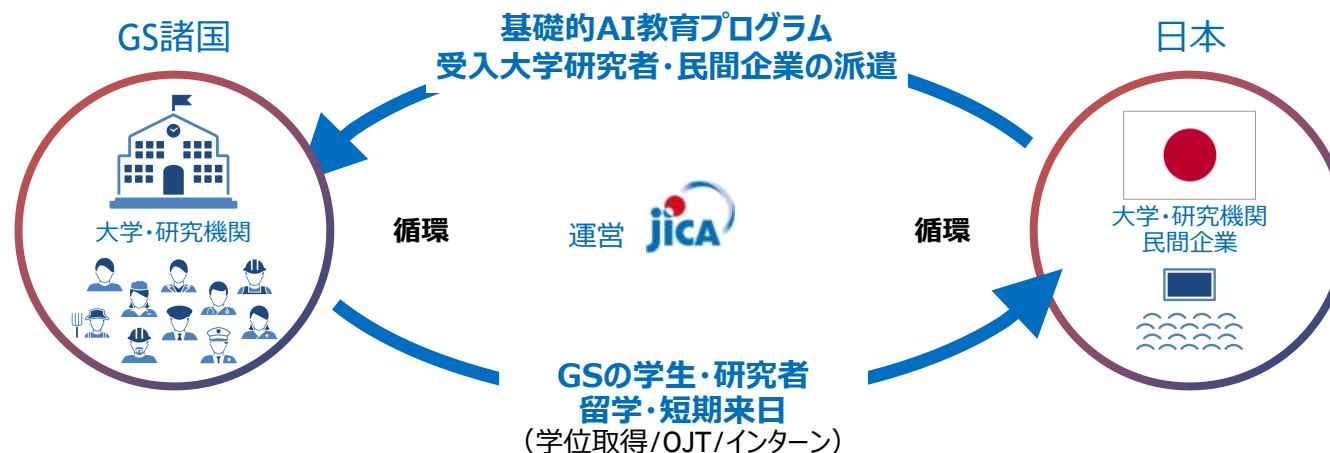 GS諸国
基礎的AI教育プログラム
受入大学研究者・民間企業の派遣
日本
大学・研究機関
循環
運営
jICA
循環
大学・研究機関
民間企業
GSの学生・研究者
留学・短期来日
（学位取得/OJT/インターン）